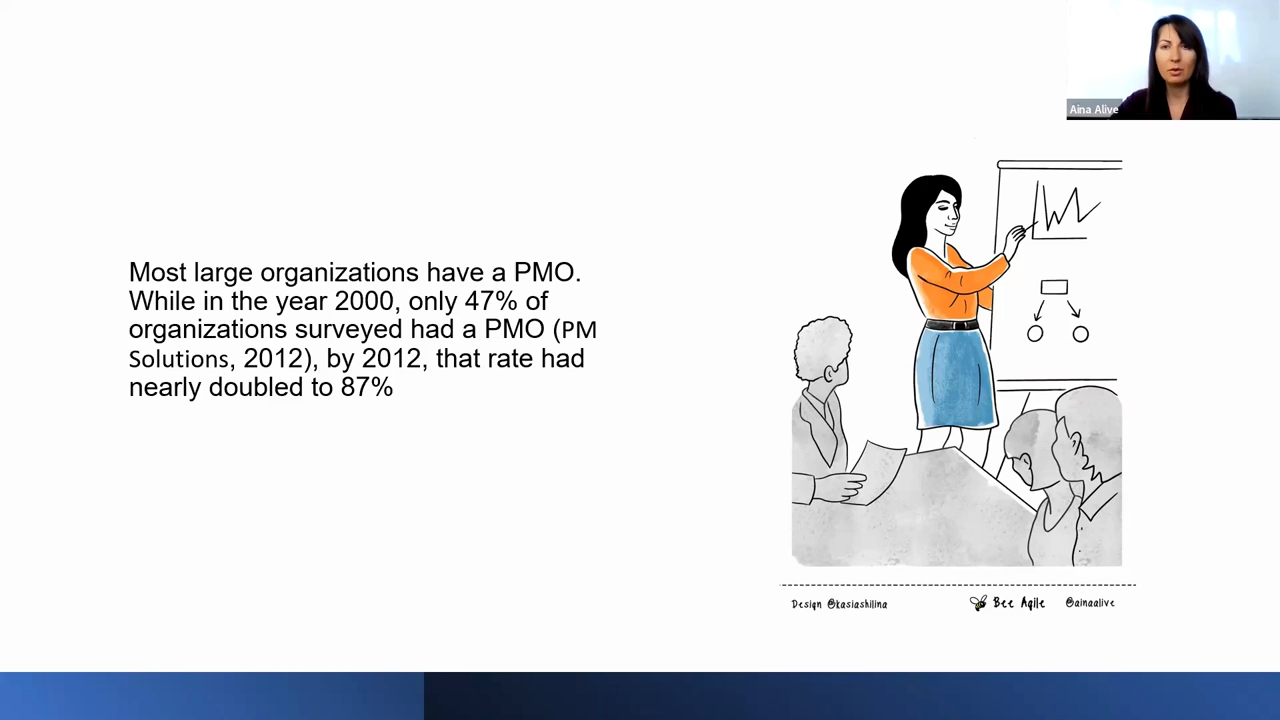 Aina Alive
Most large organizations have a PMO.
While in the year 2000, only 47% of
organizations surveyed had a PMO (PM
Solutions, 2012), by 2012, that rate had
nearly doubled to 87%
Design @kasiashilina
Bee Agile @ainaalive